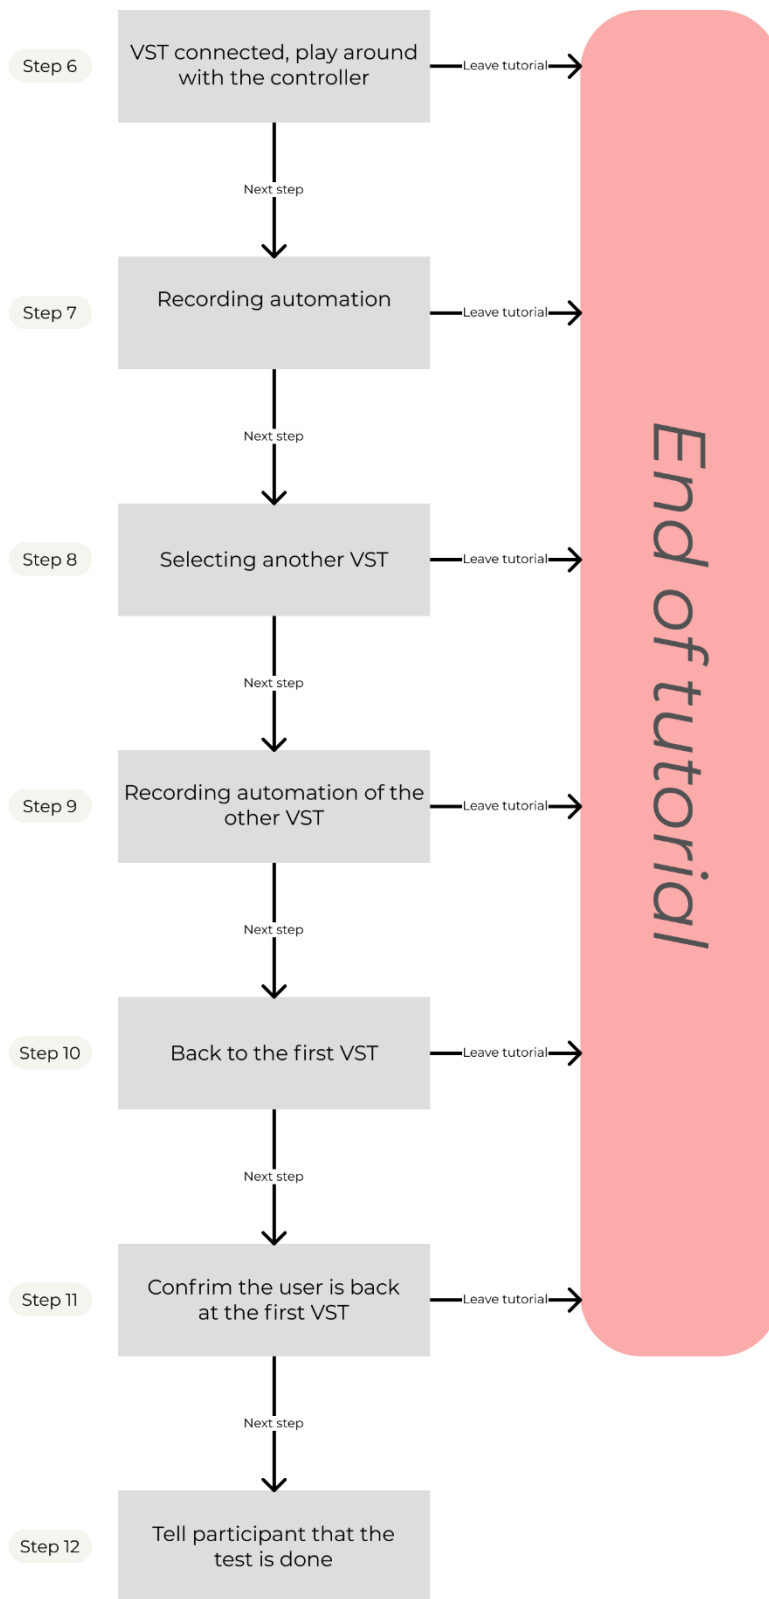 Step 6
VST connected, play around
with the controller
Leave tutorial
Next step
Step 7
Recording automation
Leave tutorial
Next step
Step 8
Selecting another VST
Leave tutorial
Next step
Step 9
Recording automation of the
other VST
Leave tutorial
Next step
Step 10
Back to the first VST
Leave tutorial
Next step
Step 11
Confrim the user is back
at the first VST
Leave tutorial
Next step
Step 12
Tell participant that the
test is done
End of tutorial